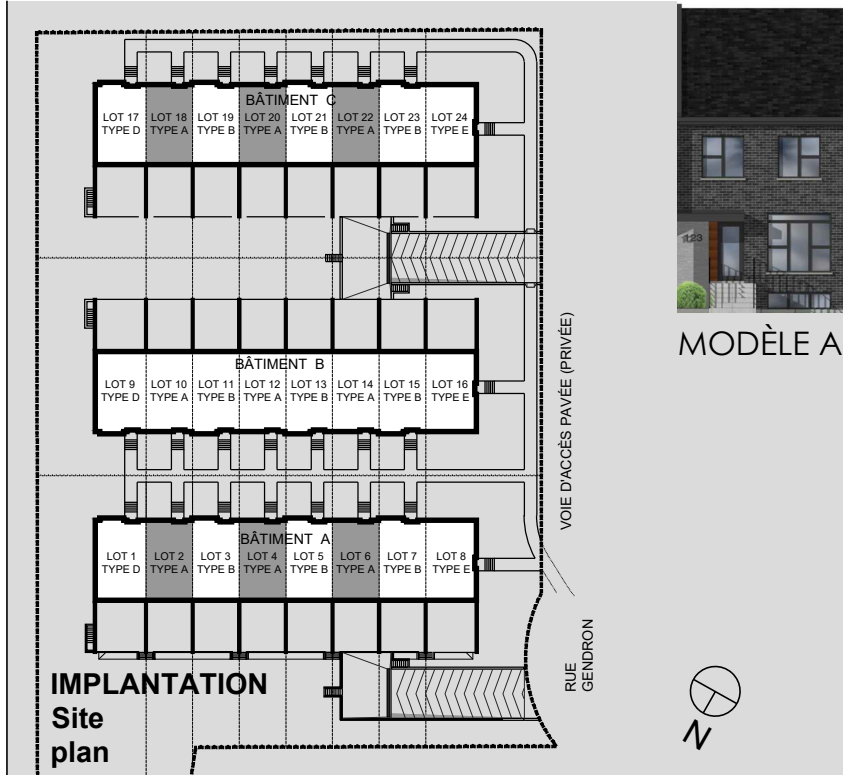 BÂTIMENT C
LOT 17 LOT 18 LOT 19 LOT 20 LOT 21 LOT 22 LOT 23 LOT 24
TYPE D TYPE A TYPE B TYPE A TYPE B TYPE A TYPE B TYPE E
123
MODÈLE A
VOIE D'ACCÈS PAVÉE (PRIVÉE)
BÂTIMENT B
LOT 9 LOT 10 LOT 11 LOT 12 LOT 13 LOT 14 LOT 15 LOT 16
TYPE D TYPE A TYPE B TYPE A TYPE B TYPE A TYPE B TYPE E
BÂTIMENT A
LOT 1 LOT 2 LOT 3 LOT 4 LOT 5 LOT 6 LOT 7 LOT 8
TYPE D TYPE A TYPE B TYPE A TYPE B TYPE A TYPE B TYPE E
RUE
GENDRON
IMPLANTATION
Site
plan
N